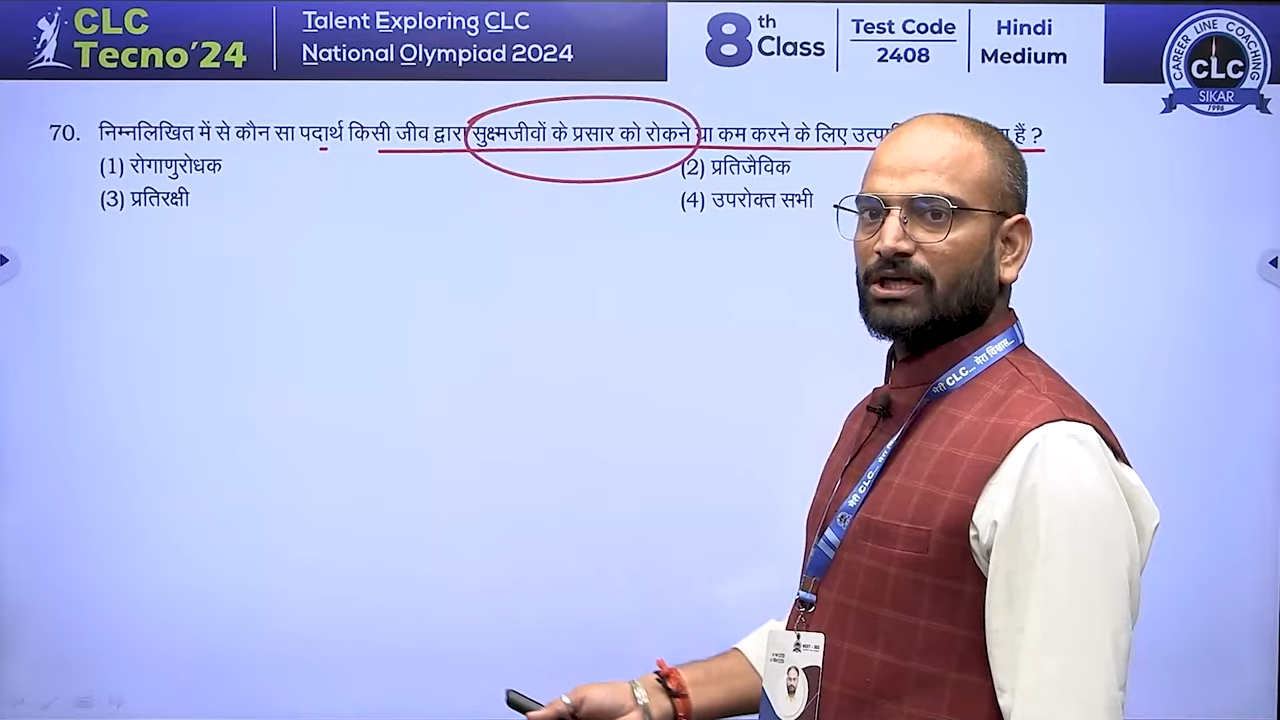 CLC
Tecno'24
Talent Exploring CLC
National Olympiad 2024
8th
Class
Test Code
2408
Hindi
Medium
CAREER LINE COACHING
CLC
SIKAR
1996
70. निम्नलिखित में से कौन सा पदार्थ किसी जीव द्वारा सुक्ष्मजीवों के प्रसार को रोकने या कम करने के लिए हैं ?
(1) रोगाणुरोधक (2) प्रतिजैविक
(3) प्रतिरक्षी (4) उपरोक्त सभी
मेरी CLC... मेरा विश्वास...